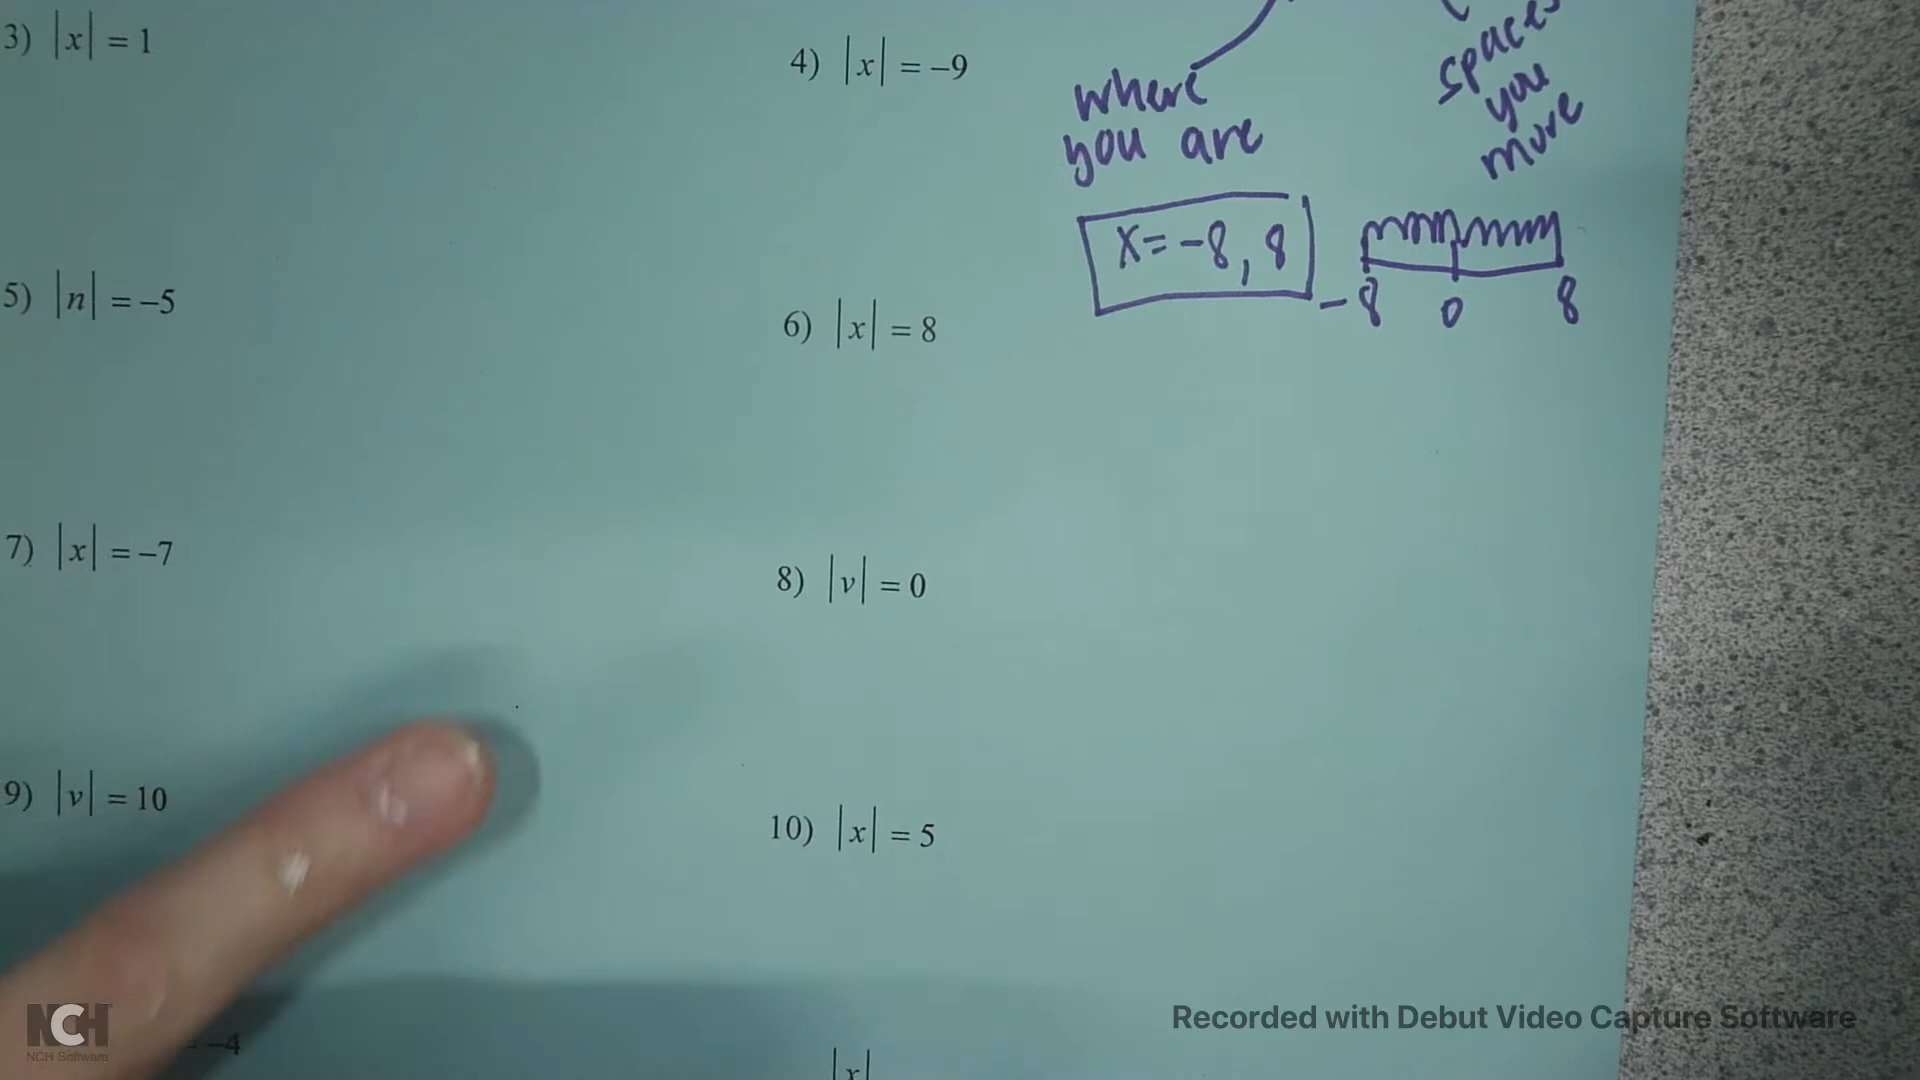 3) |x| = 1
4) |x| = –9
where
you are
spaces
you
move
x = -8, 8
-8 0 8
5) |n| = –5
6) |x| = 8
7) |x| = –7
8) |v| = 0
9) |v| = 10
10) |x| = 5
= –4
|x|
NCH
NCH Software
Recorded with Debut Video Capture Software